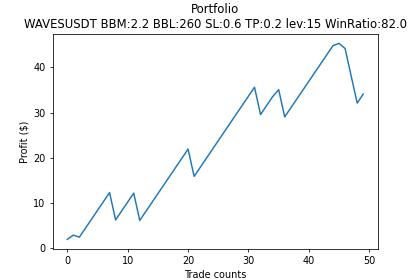 Portfolio
WAVESUSDT BBM:2.2 BBL:260 SL:0.6 TP:0.2 lev:15 WinRatio:82.0
Profit ($)
40
30
20
10
0
0 10 20 30 40 50
Trade counts